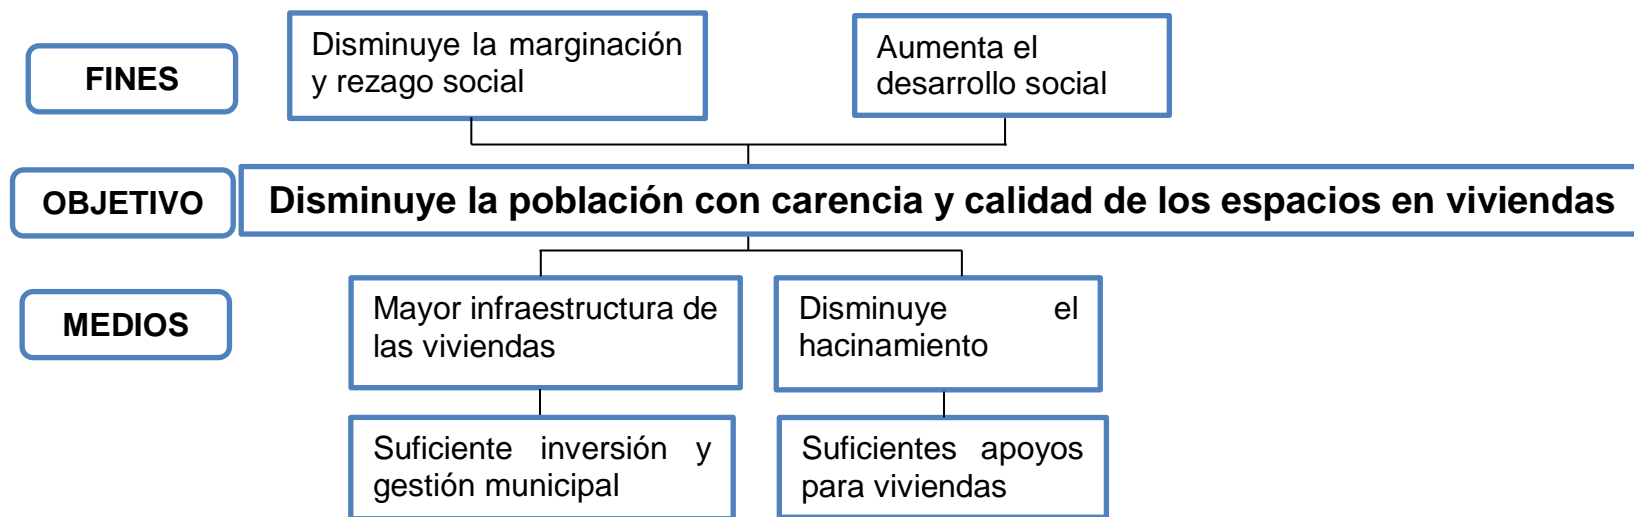 FINES
Disminuye la marginación
y rezago social
Aumenta el
desarrollo social
OBJETIVO
Disminuye la población con carencia y calidad de los espacios en viviendas
MEDIOS
Mayor infraestructura de
las viviendas
Disminuye el
hacinamiento
Suficiente inversión y
gestión municipal
Suficientes apoyos
para viviendas